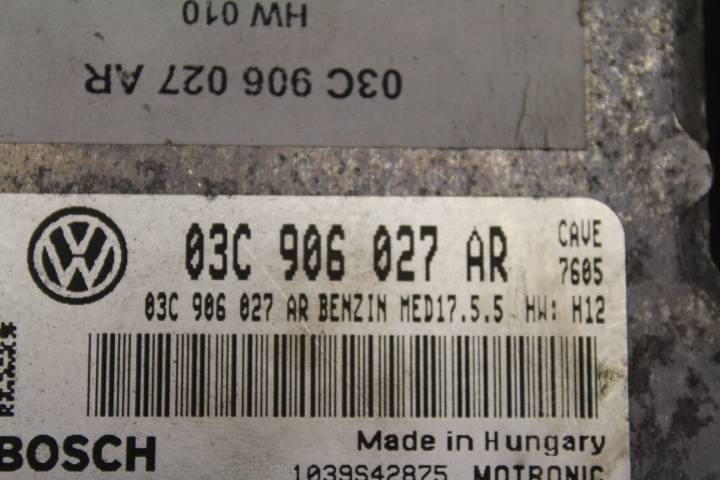 HW 010
03C 906 027 AR
03C 906 027 AR
CAVE
7605
03C 906 027 AR BENZIN MED17.5.5 HW: H12
BOSCH
Made in Hungary
1039S42875 MOTRONIC